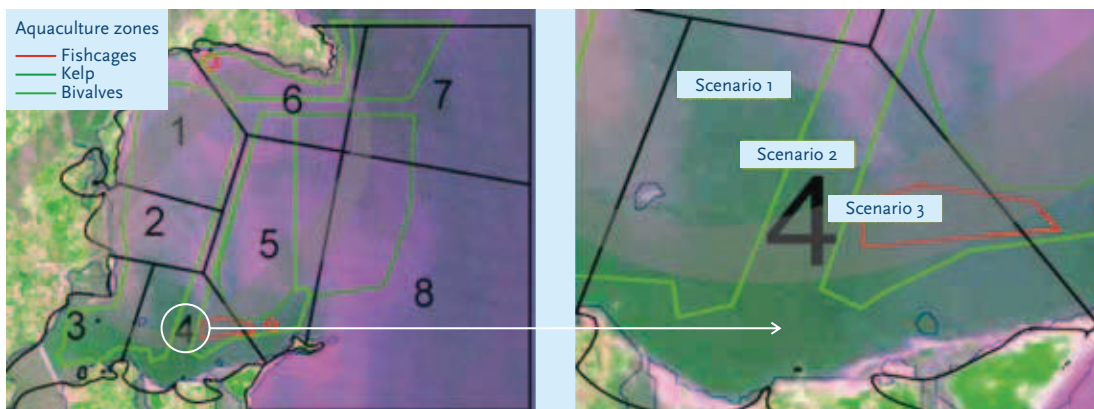 Aquaculture zones
Fishcages
Kelp
Bivalves
1
2
3
4
5
6
7
8
Scenario 1
Scenario 2
Scenario 3
4